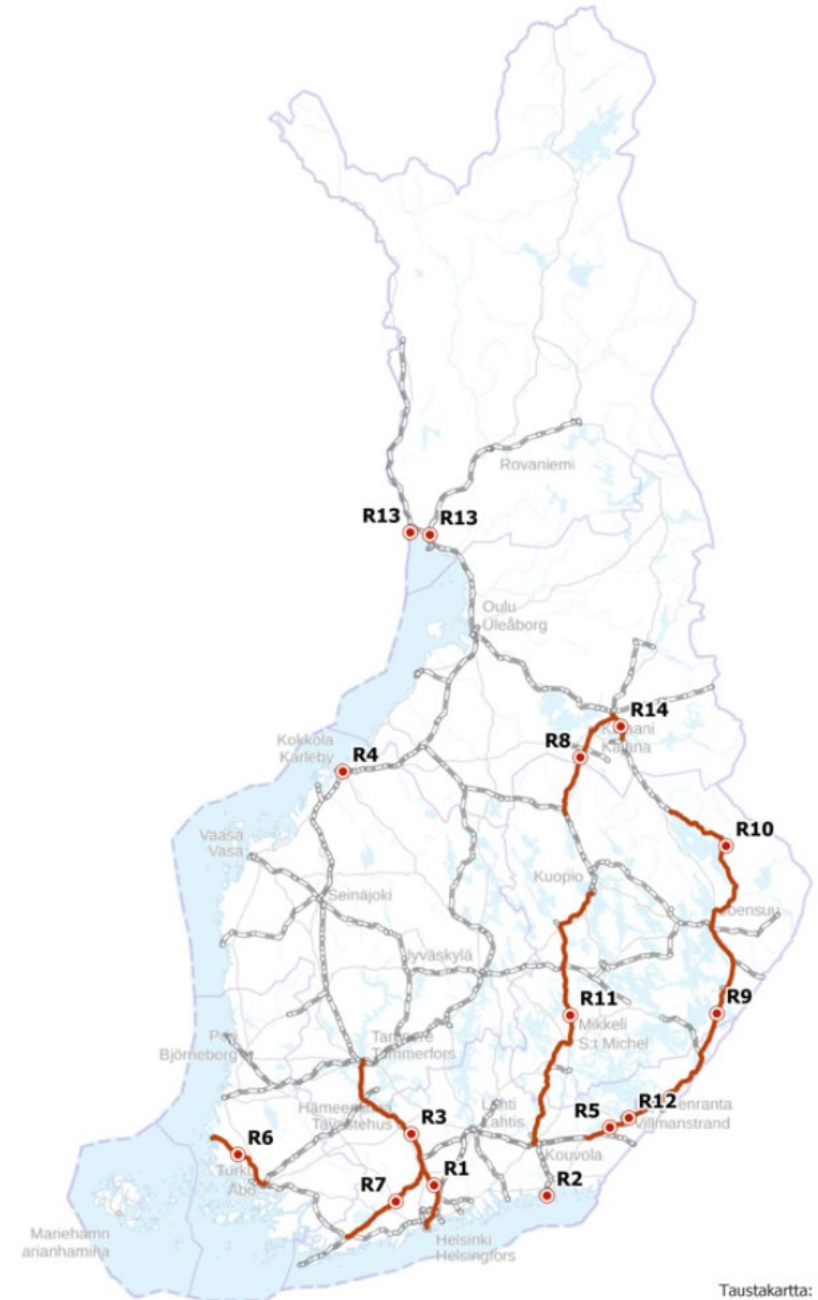 Rovaniemi
R13
R13
Oulu
Uleåborg
R14
R8
Kajaani
Kajana
Kokkola
Karleby
R4
R10
Vaasa
Vasa
Kuopio
Seinäjoki
Joensuu
Jyväskylä
R11
R9
Mikkeli
S:t Michel
Pori
Björneborg
Tampere
Tammerfors
Hämeenlinna
Tavastehus
Lahti
Lahtis
R3
R5
R12
Villmanstrand
R6
Turku
Åbo
R1
Kouvola
R7
R2
Mariehamn
arianhamina
Helsinki
Helsingfors
Taustakartta: